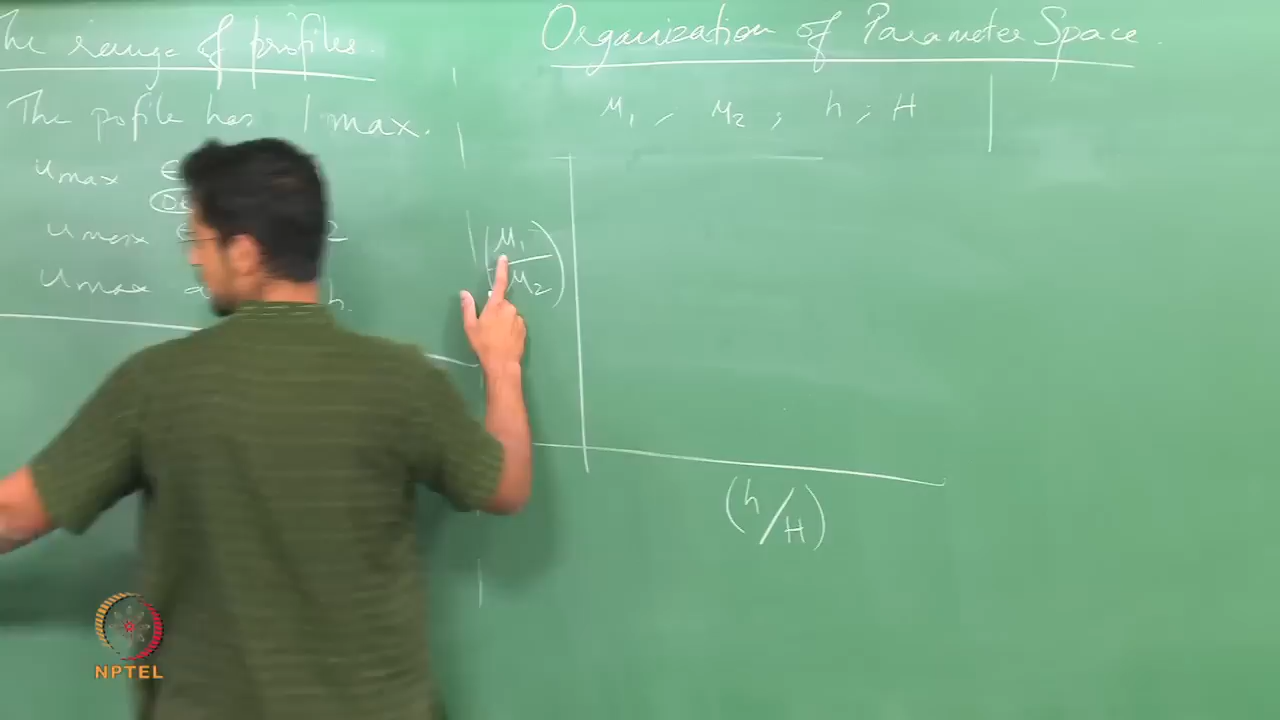 The range of profiles.
The pofile has 1 max.
umax
umax 2
umax h.
Organization of Parameter Space.
μ1, μ2; h; H
(μ1/μ2)
(h/H)
NPTEL